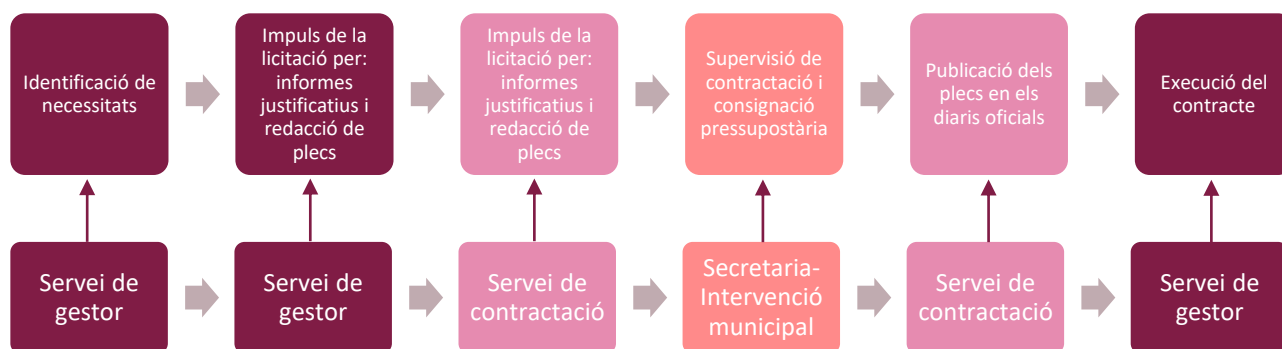 Identificació de
necessitats
Impuls de la
licitació per:
informes
justificatius i
redacció de
plecs
Impuls de la
licitació per:
informes
justificatius i
redacció de
plecs
Supervisió de
contractació i
consignació
pressupostària
Publicació dels
plecs en els
diaris oficials
Execució del
contracte
Servei de
gestor
Servei de
gestor
Servei de
contractació
Secretaria-
Intervenció
municipal
Servei de
contractació
Servei de
gestor